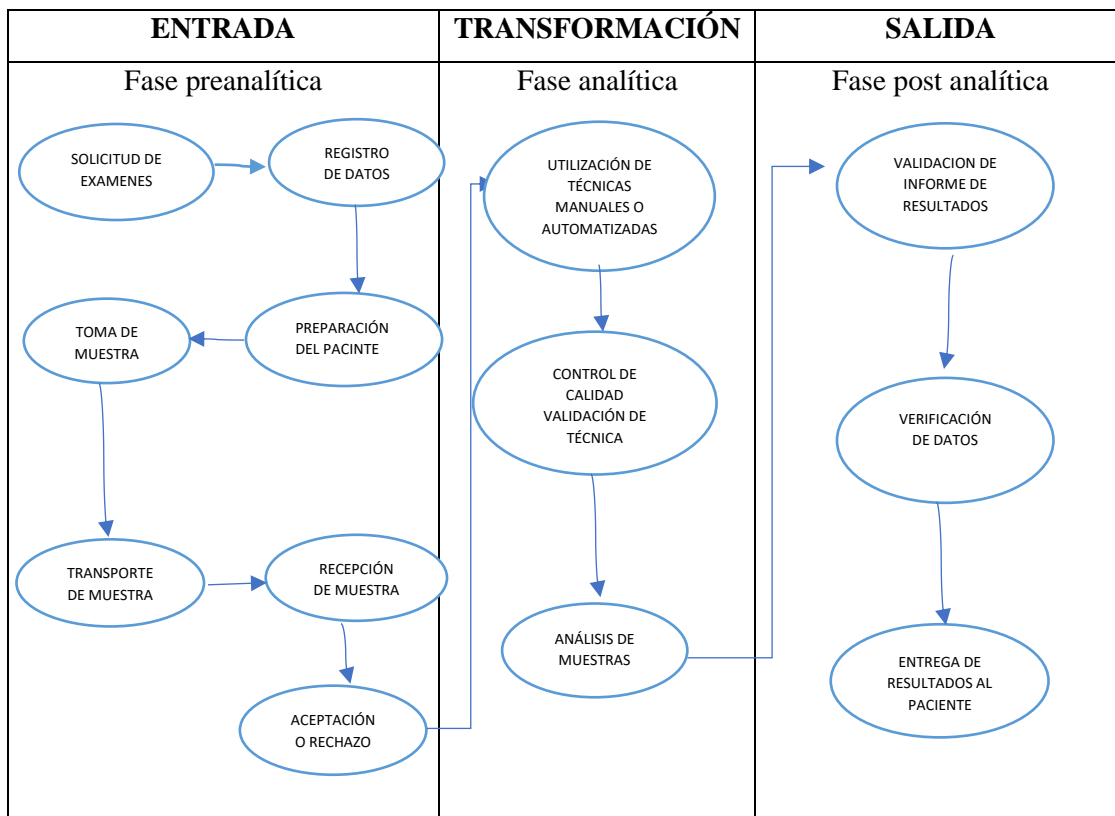 ENTRADA
TRANSFORMACIÓN
SALIDA
Fase preanalítica
Fase analítica
Fase post analítica
SOLICITUD DE
EXAMENES
REGISTRO
DE DATOS
PREPARACIÓN
DEL PACINTE
TOMA DE
MUESTRA
TRANSPORTE
DE MUESTRA
RECEPCIÓN
DE MUESTRA
ACEPTACIÓN
O RECHAZO
UTILIZACIÓN DE
TÉCNICAS
MANUALES O
AUTOMATIZADAS
CONTROL DE
CALIDAD
VALIDACIÓN DE
TÉCNICA
ANÁLISIS DE
MUESTRAS
VALIDACION DE
INFORME DE
RESULTADOS
VERIFICACIÓN
DE DATOS
ENTREGA DE
RESULTADOS AL
PACIENTE